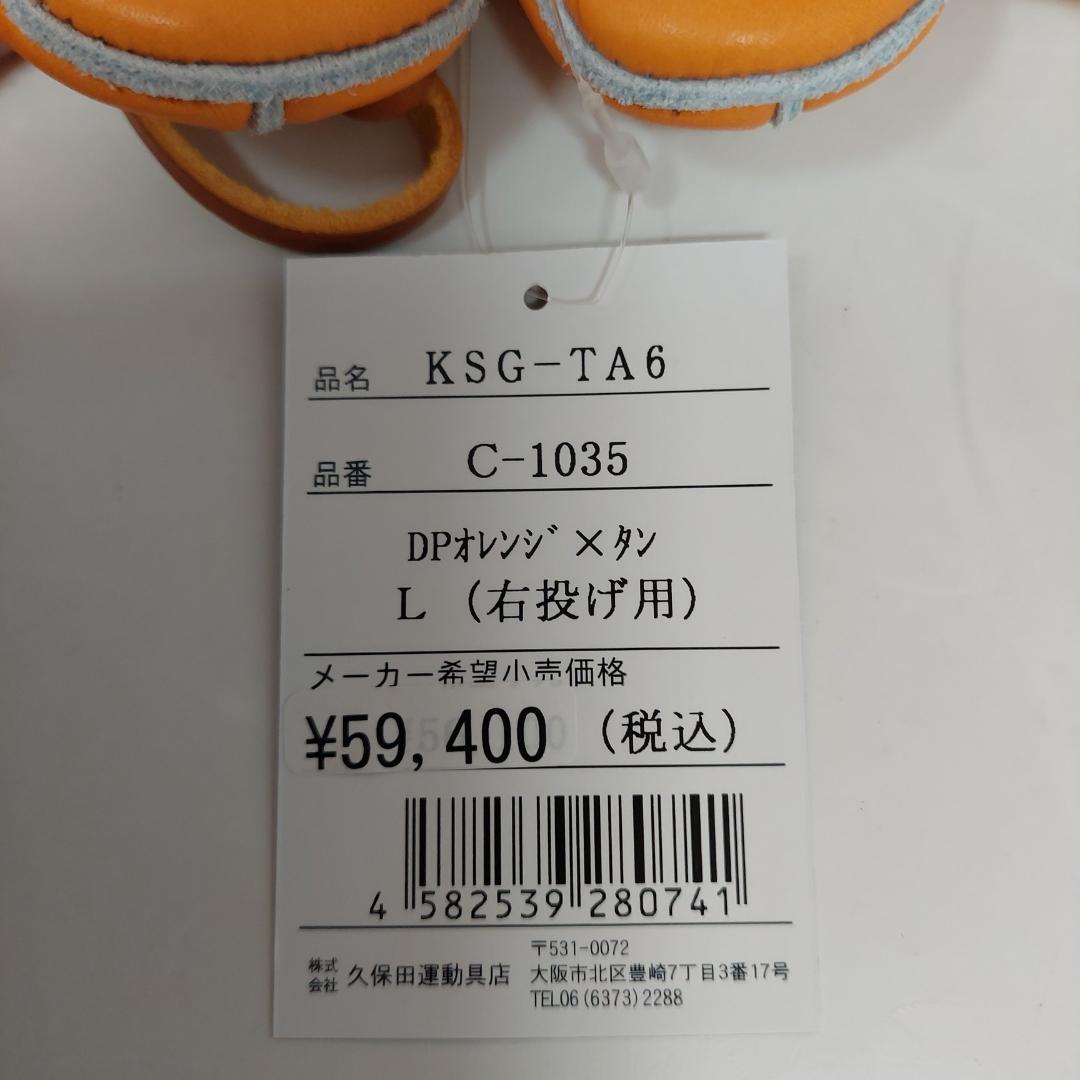 品名 KSG-TA6
品番 C-1035
DPｵﾚﾝｼﾞ×ﾀﾝ
L（右投げ用）
メーカー希望小売価格
¥59,400（税込）
4 582539 280741
株式会社 久保田運動具店
〒531-0072
大阪市北区豊崎7丁目3番17号
TEL06(6373)2288